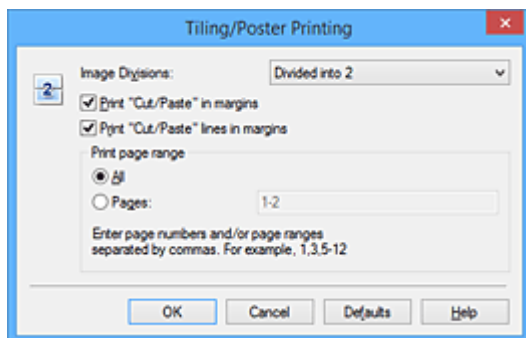 Tiling/Poster Printing
Image Divisions: Divided into 2
2
Print "Cut/Paste" in margins
Print "Cut/Paste" lines in margins
Print page range
All
Pages: 1-2
Enter page numbers and/or page ranges
separated by commas. For example, 1,3,5-12
OK Cancel Defaults Help